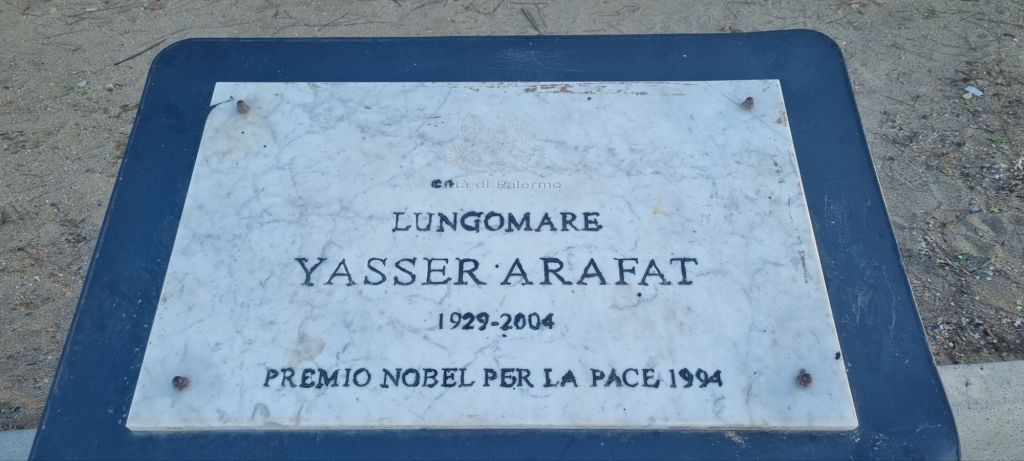 Città di Palermo
LUNGOMARE
YASSER ARAFAT
1929-2004
PREMIO NOBEL PER LA PACE 1994